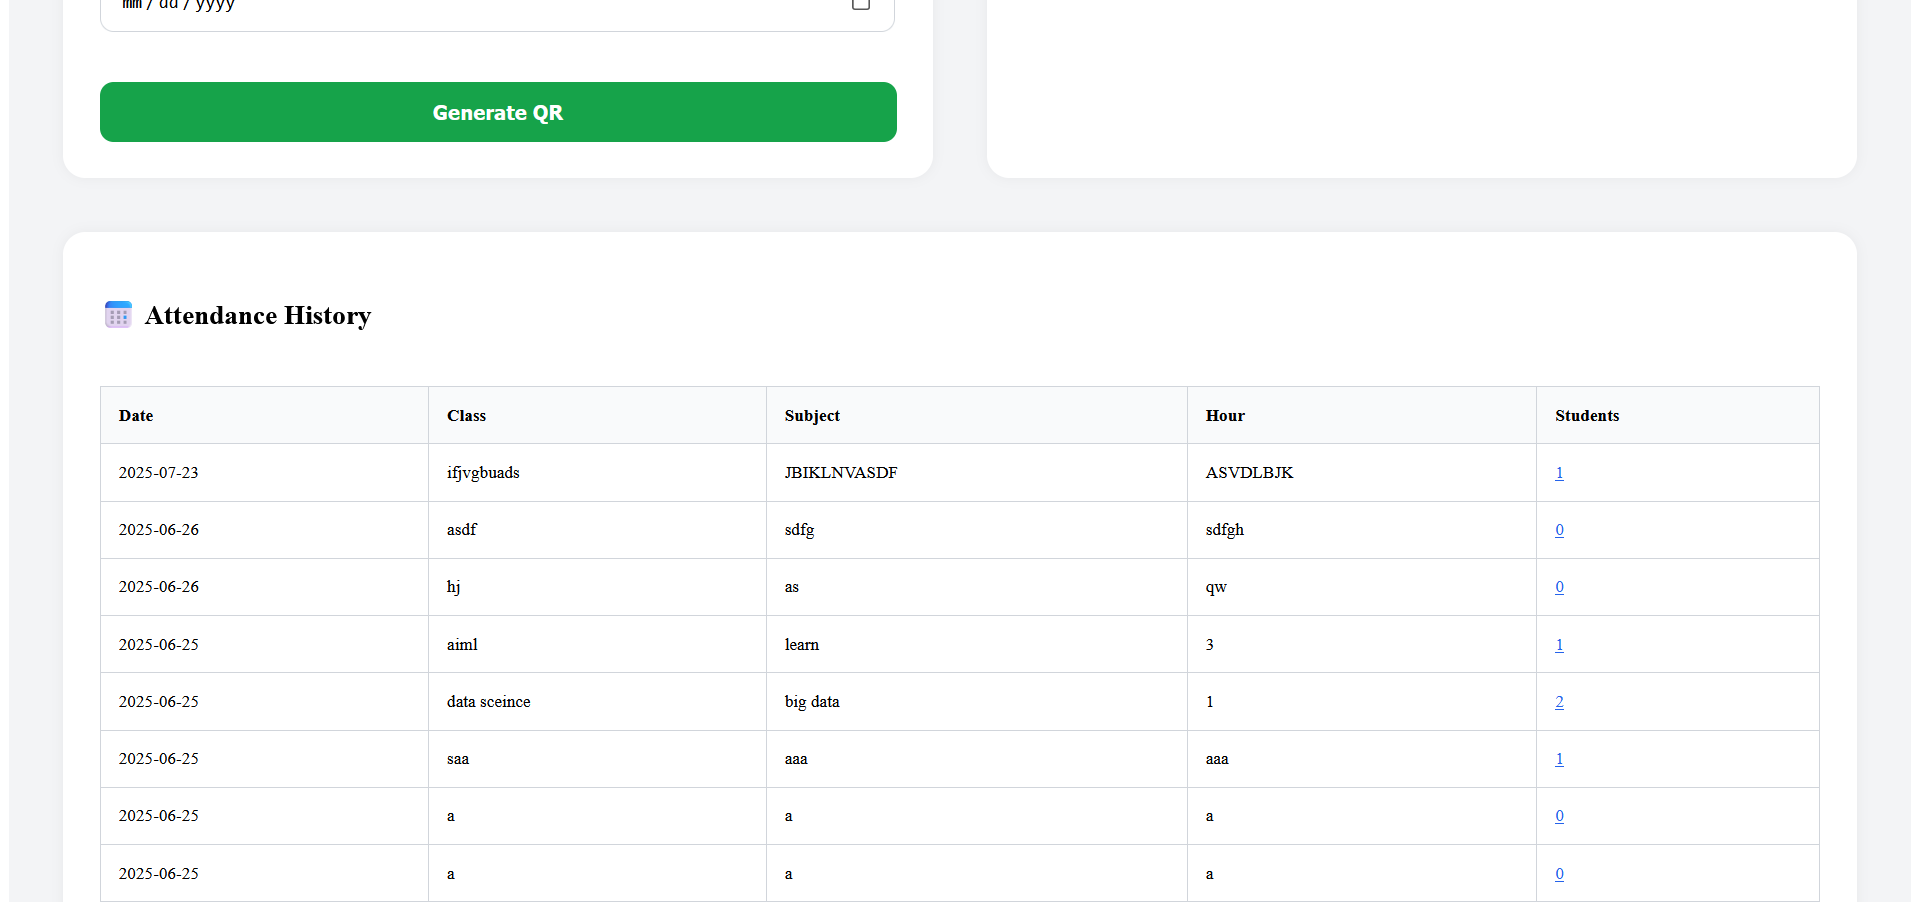 mm / dd / yyyy
Generate QR
Attendance History
Date Class Subject Hour Students
2025-07-23 ifjvgbuads JBIKLNVASDF ASVDLBJK 1
2025-06-26 asdf sdfg sdfgh 0
2025-06-26 hj as qw 0
2025-06-25 aiml learn 3 1
2025-06-25 data sceince big data 1 2
2025-06-25 saa aaa aaa 1
2025-06-25 a a a 0
2025-06-25 a a a 0